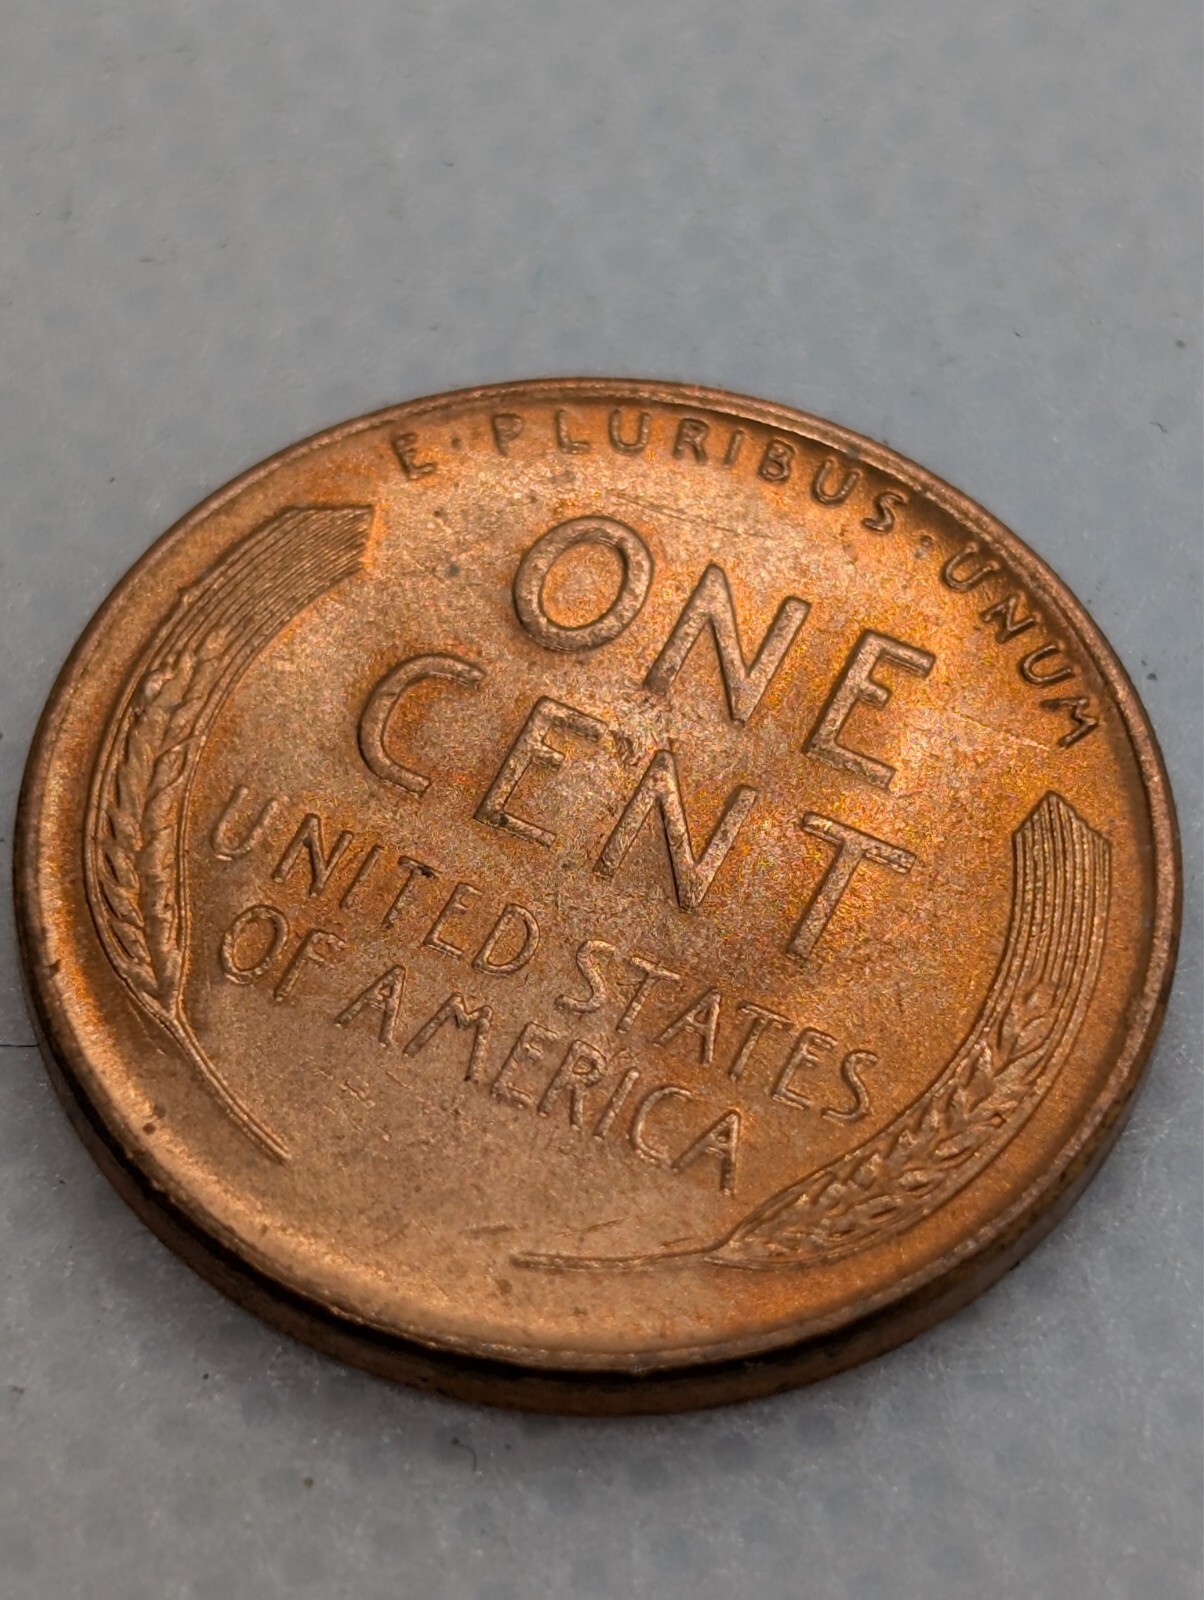 E·PLURIBUS·UNUM
ONE
CENT
UNITED STATES
OF AMERICA